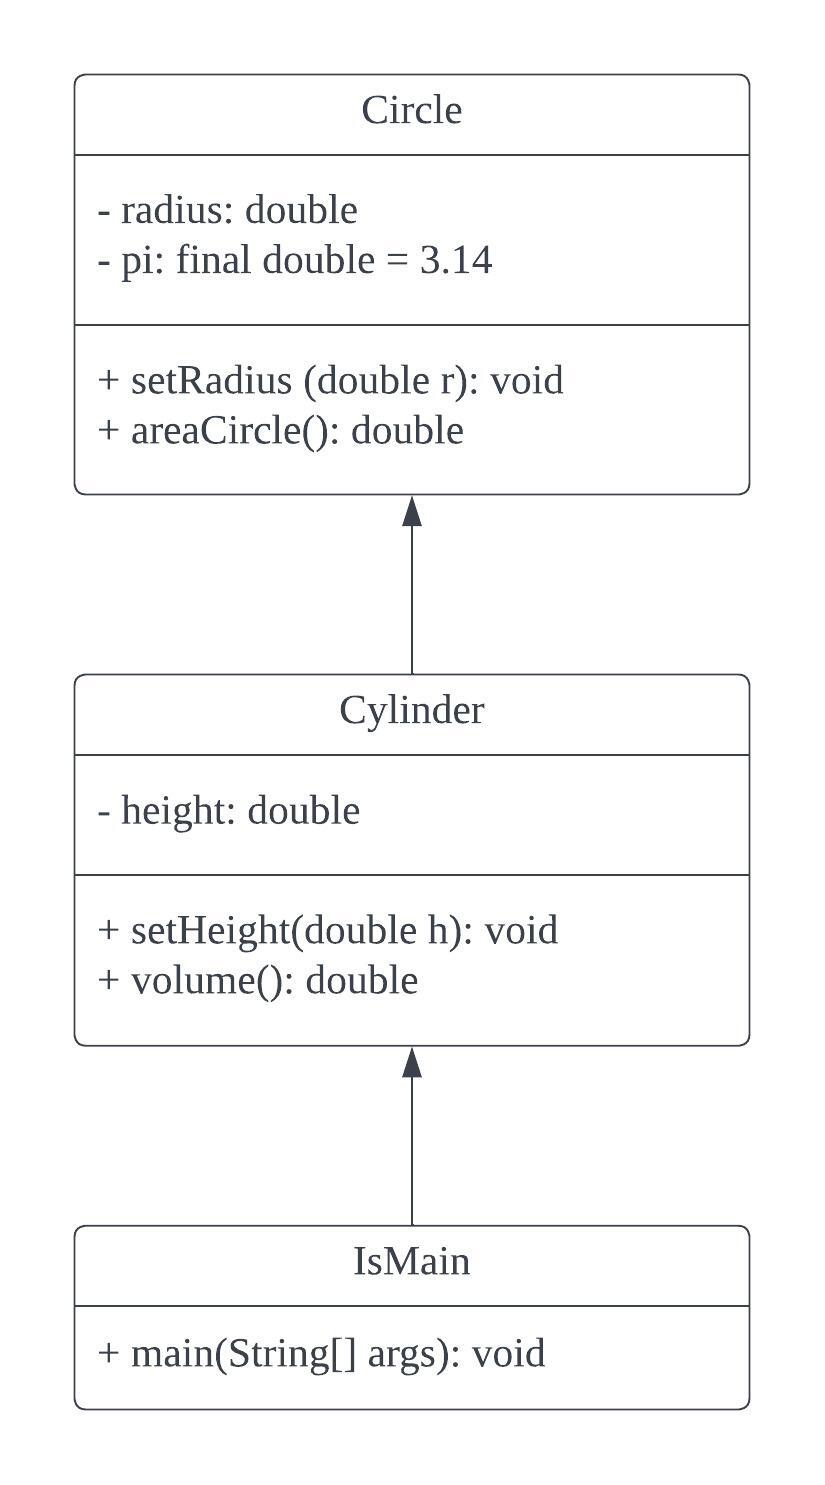 Circle
- radius: double
- pi: final double = 3.14
+ setRadius (double r): void
+ areaCircle(): double
Cylinder
- height: double
+ setHeight(double h): void
+ volume(): double
IsMain
+ main(String[] args): void